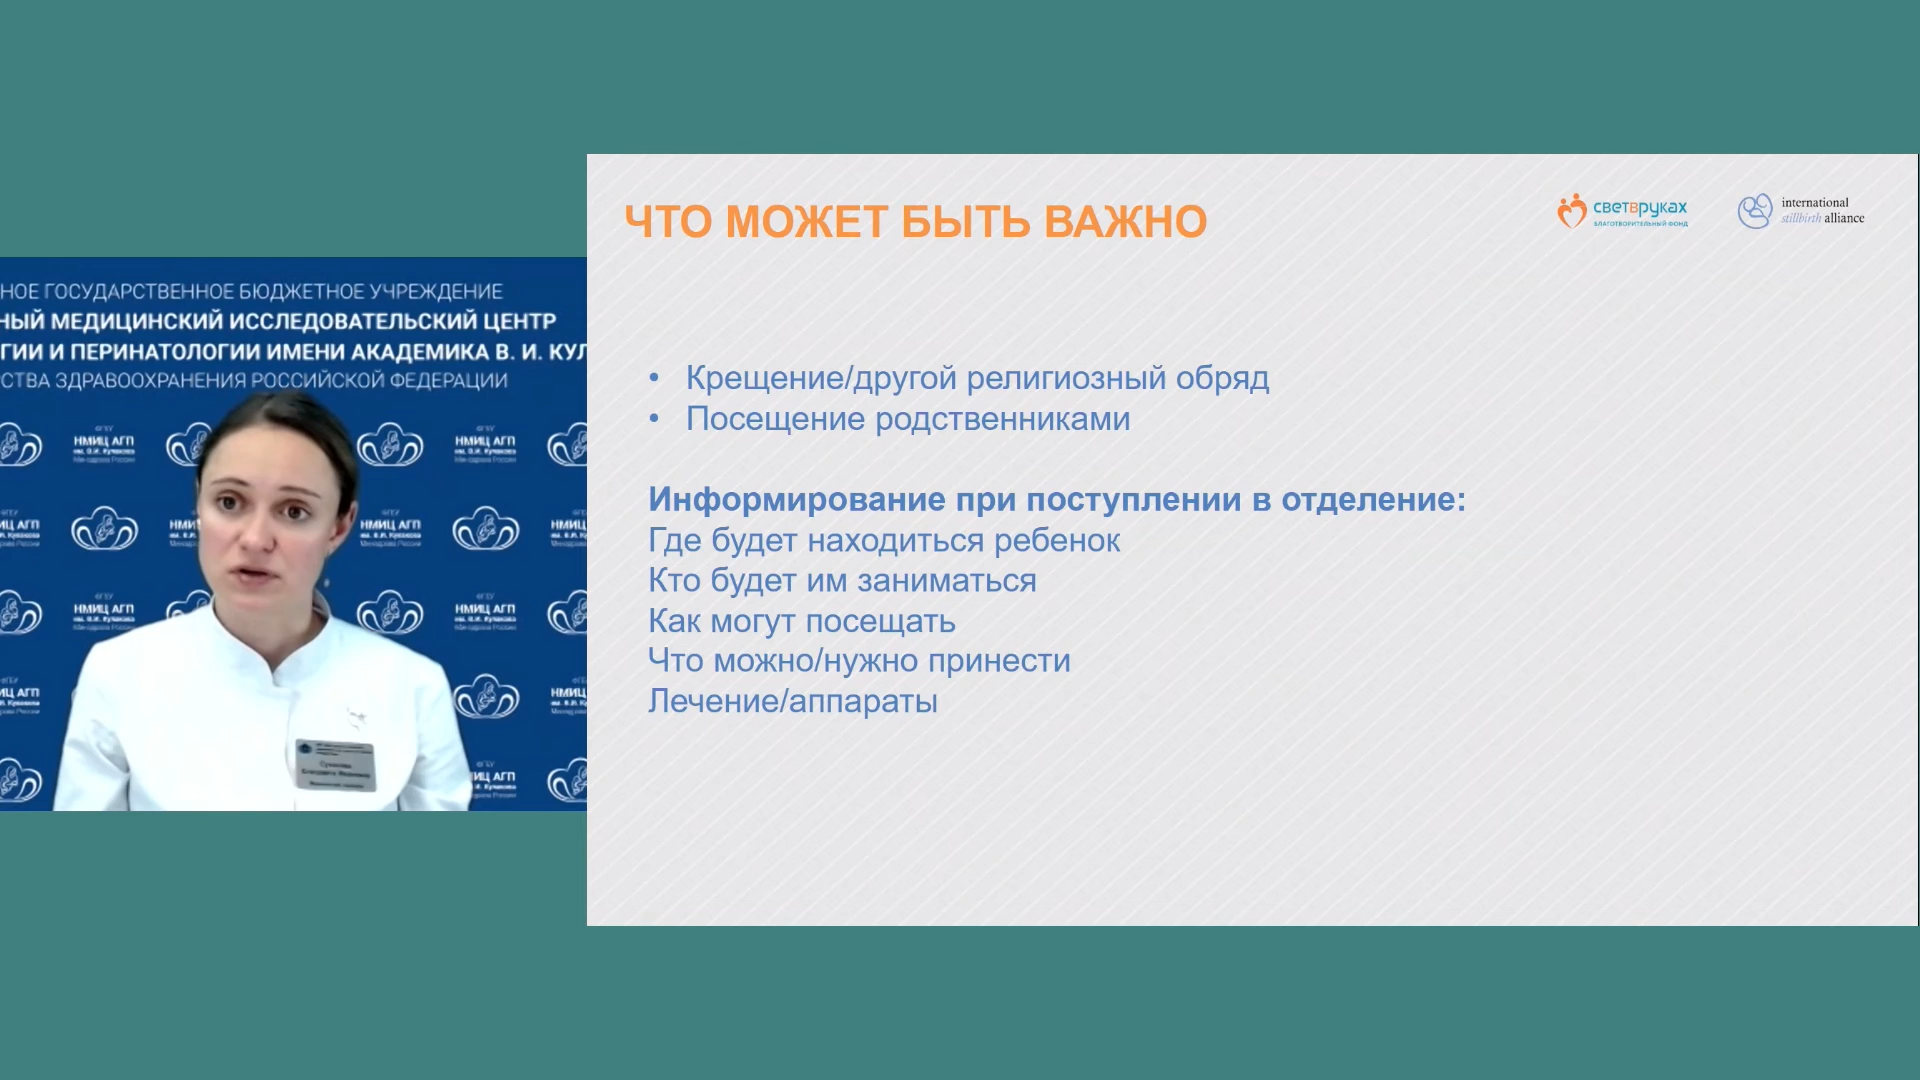 ЧТО МОЖЕТ БЫТЬ ВАЖНО
светвруках
БЛАГОТВОРИТЕЛЬНЫЙ ФОНД
international
stillbirth alliance
• Крещение/другой религиозный обряд
• Посещение родственниками
Информирование при поступлении в отделение:
Где будет находиться ребенок
Кто будет им заниматься
Как могут посещать
Что можно/нужно принести
Лечение/аппараты
НОЕ ГОСУДАРСТВЕННОЕ БЮДЖЕТНОЕ УЧРЕЖДЕНИЕ
НЫЙ МЕДИЦИНСКИЙ ИССЛЕДОВАТЕЛЬСКИЙ ЦЕНТР
ГИИ И ПЕРИНАТОЛОГИИ ИМЕНИ АКАДЕМИКА В. И. КУЛ
СТВА ЗДРАВООХРАНЕНИЯ РОССИЙСКОЙ ФЕДЕРАЦИИ
ФГБУ
НМИЦ АГП
им. В.И. Кулакова
Минздрава России